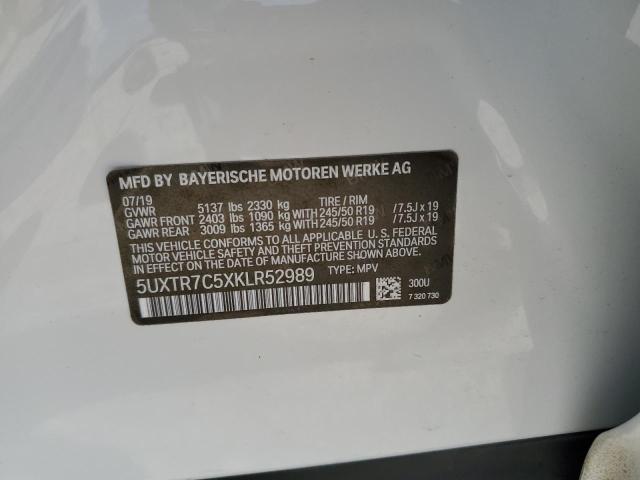 MFD BY BAYERISCHE MOTOREN WERKE AG
07/19 TIRE / RIM
GVWR 5137 lbs 2330 kg
GAWR FRONT 2403 lbs 1090 kg WITH 245/50 R19 /7.5J x 19
GAWR REAR 3009 lbs 1365 kg WITH 245/50 R19 /7.5J x 19
THIS VEHICLE CONFORMS TO ALL APPLICABLE U. S. FEDERAL
MOTOR VEHICLE SAFETY, BUMPER, AND THEFT PREVENTION
STANDARDS IN EFFECT ON THE DATE OF MANUFACTURE SHOWN ABOVE.
5UXTR7C5XKLR52989 TYPE: MPV
300U
7 320 730